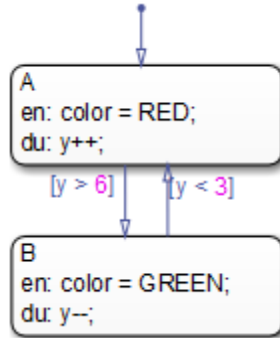 A
en: color = RED;
du: y++;
[y > 6] [y < 3]
B
en: color = GREEN;
du: y--;